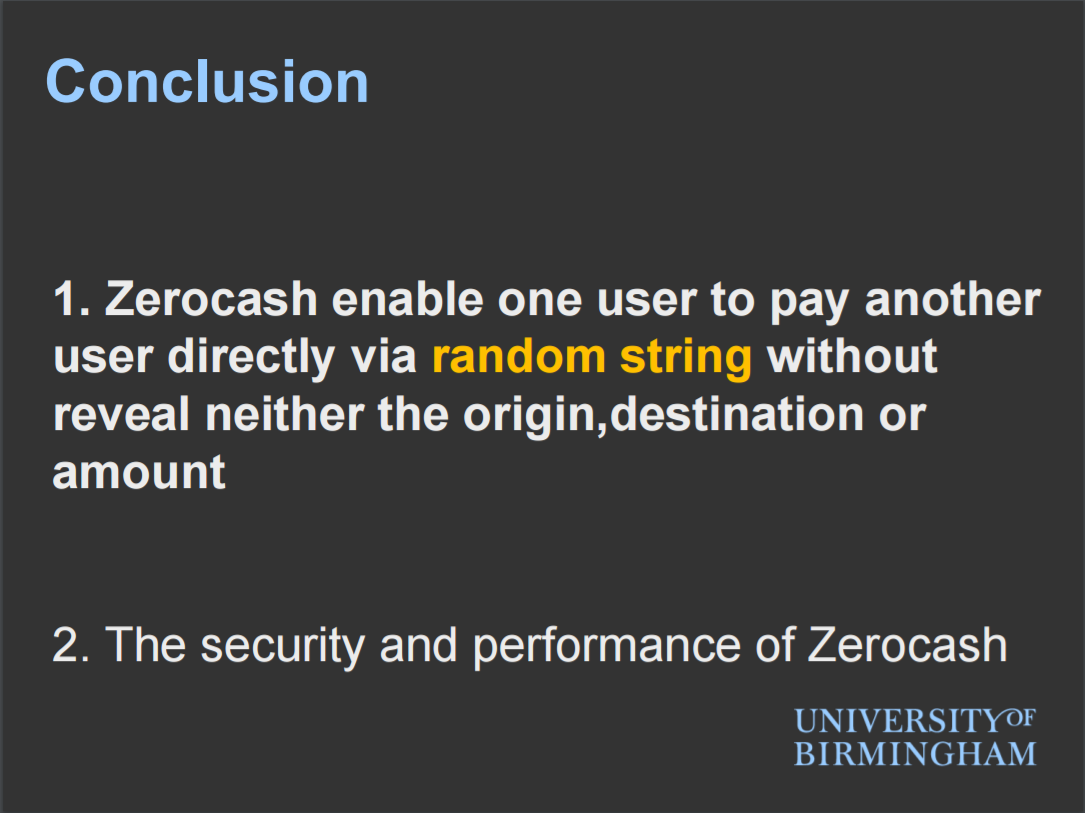 Conclusion
1. Zerocash enable one user to pay another
user directly via random string without
reveal neither the origin,destination or
amount
2. The security and performance of Zerocash
UNIVERSITY OF
BIRMINGHAM